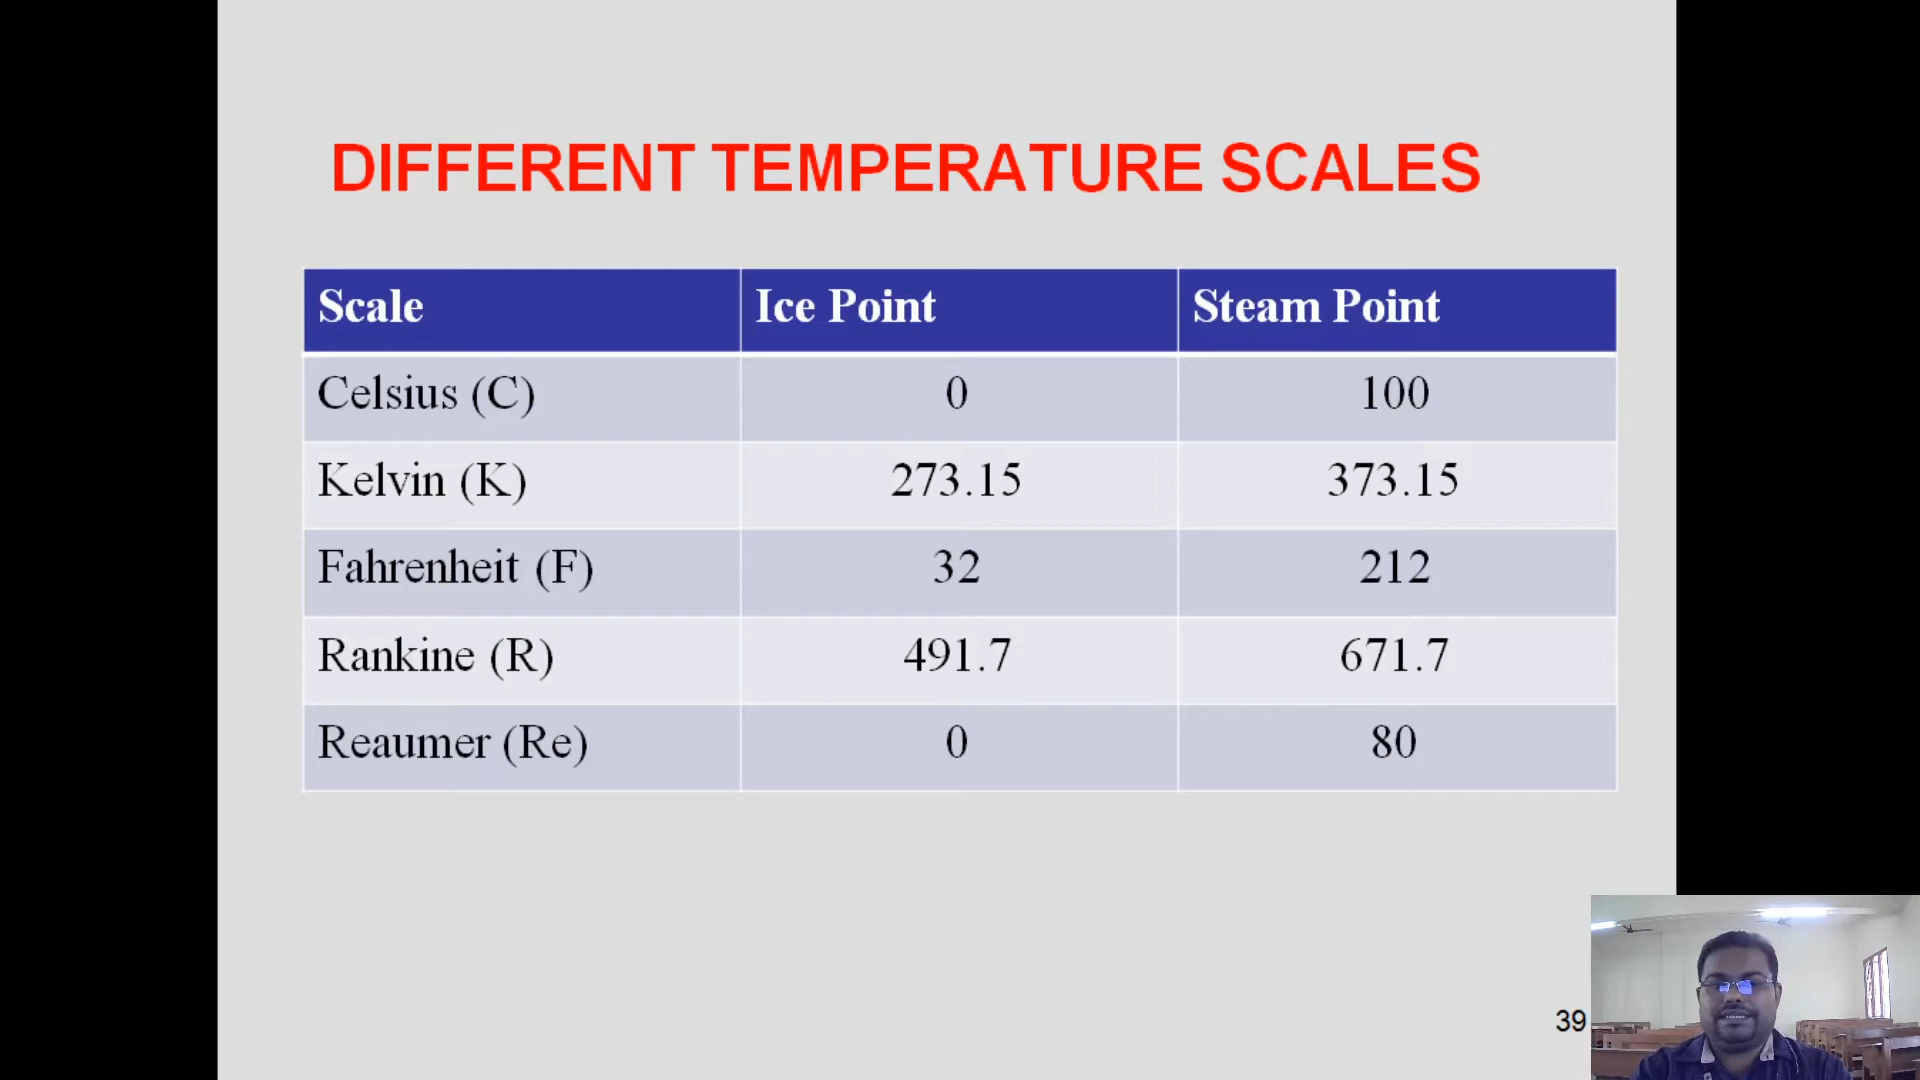 DIFFERENT TEMPERATURE SCALES
Scale Ice Point Steam Point
Celsius (C) 0 100
Kelvin (K) 273.15 373.15
Fahrenheit (F) 32 212
Rankine (R) 491.7 671.7
Reaumer (Re) 0 80
39